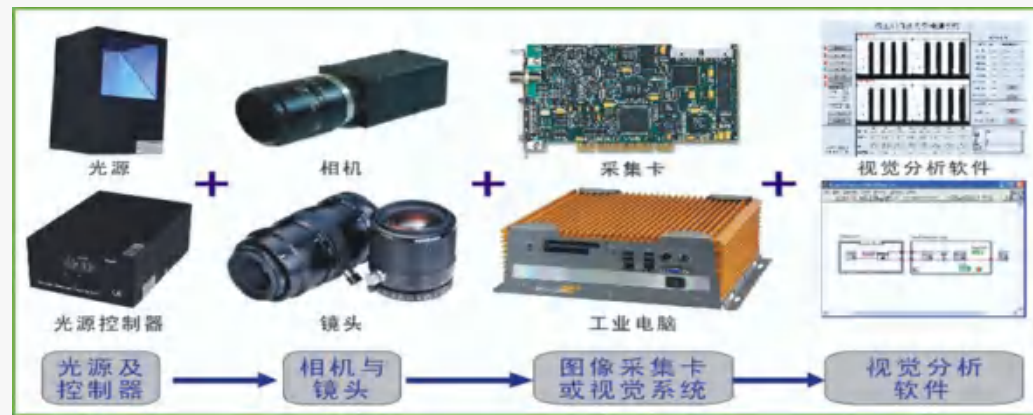 光源
相机
采集卡
视觉分析软件
光源控制器
镜头
工业电脑
光源及
控制器
相机与
镜头
图像采集卡
或视觉系统
视觉分析
软件